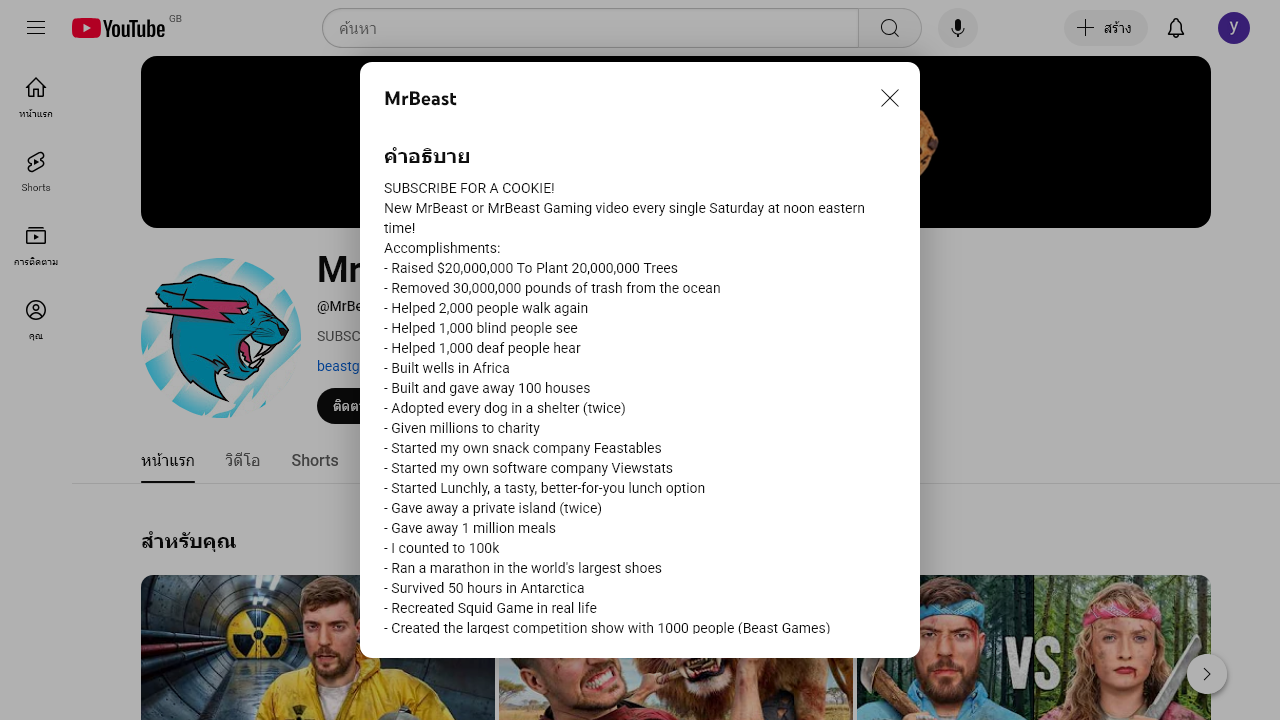 YouTube GB
ค้นหา
สร้าง
y
หน้าแรก
Shorts
การติดตาม
คุณ
MrBeast
คำอธิบาย
SUBSCRIBE FOR A COOKIE!
New MrBeast or MrBeast Gaming video every single Saturday at noon eastern
time!
Accomplishments:
- Raised $20,000,000 To Plant 20,000,000 Trees
- Removed 30,000,000 pounds of trash from the ocean
- Helped 2,000 people walk again
- Helped 1,000 blind people see
- Helped 1,000 deaf people hear
- Built wells in Africa
- Built and gave away 100 houses
- Adopted every dog in a shelter (twice)
- Given millions to charity
- Started my own snack company Feastables
- Started my own software company Viewstats
- Started Lunchly, a tasty, better-for-you lunch option
- Gave away a private island (twice)
- Gave away 1 million meals
- I counted to 100k
- Ran a marathon in the world's largest shoes
- Survived 50 hours in Antarctica
- Recreated Squid Game in real life
- Created the largest competition show with 1000 people (Beast Games)
Mr
@MrBe
SUBSC
beastg
ติดตา
หน้าแรก
วิดีโอ
Shorts
สำหรับคุณ
VS